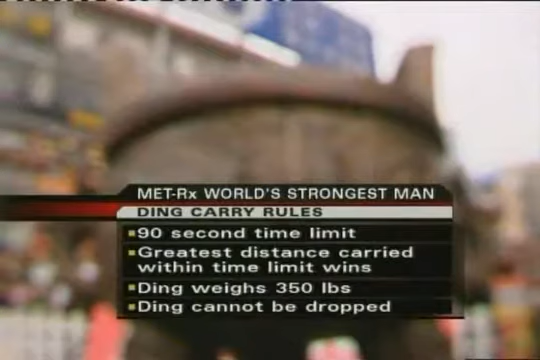 MET-Rx WORLD'S STRONGEST MAN
DING CARRY RULES
90 second time limit
Greatest distance carried
within time limit wins
Ding weighs 350 lbs
Ding cannot be dropped